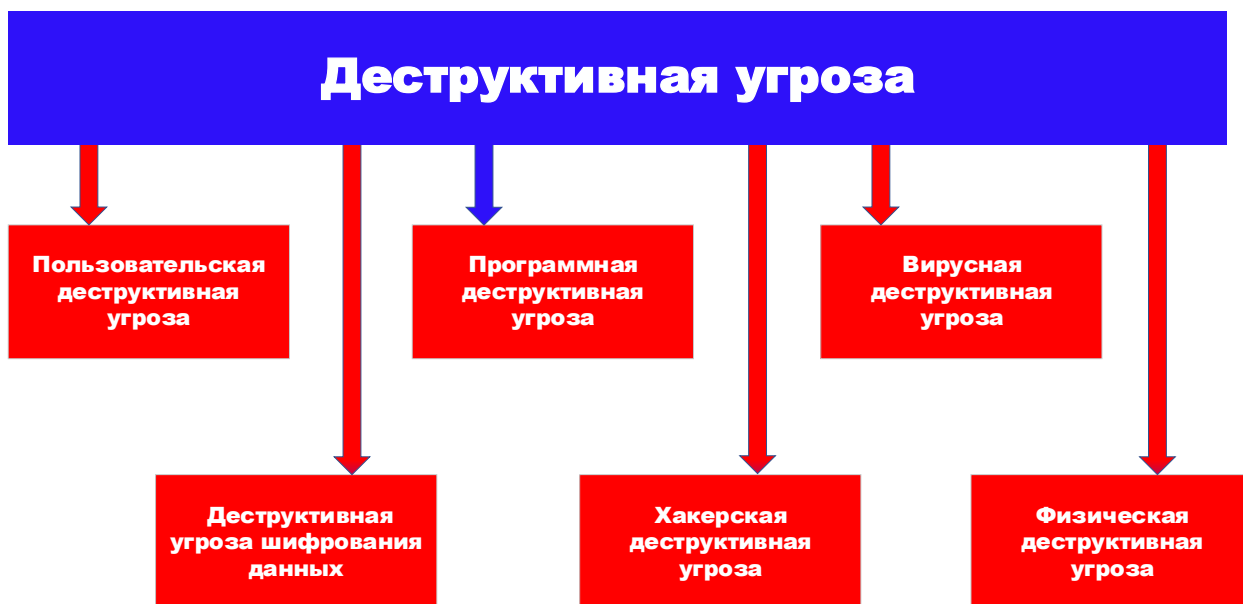 Деструктивная угроза
Пользовательская
деструктивная
угроза
Программная
деструктивная
угроза
Вирусная
деструктивная
угроза
Деструктивная
угроза шифрования
данных
Хакерская
деструктивная
угроза
Физическая
деструктивная
угроза